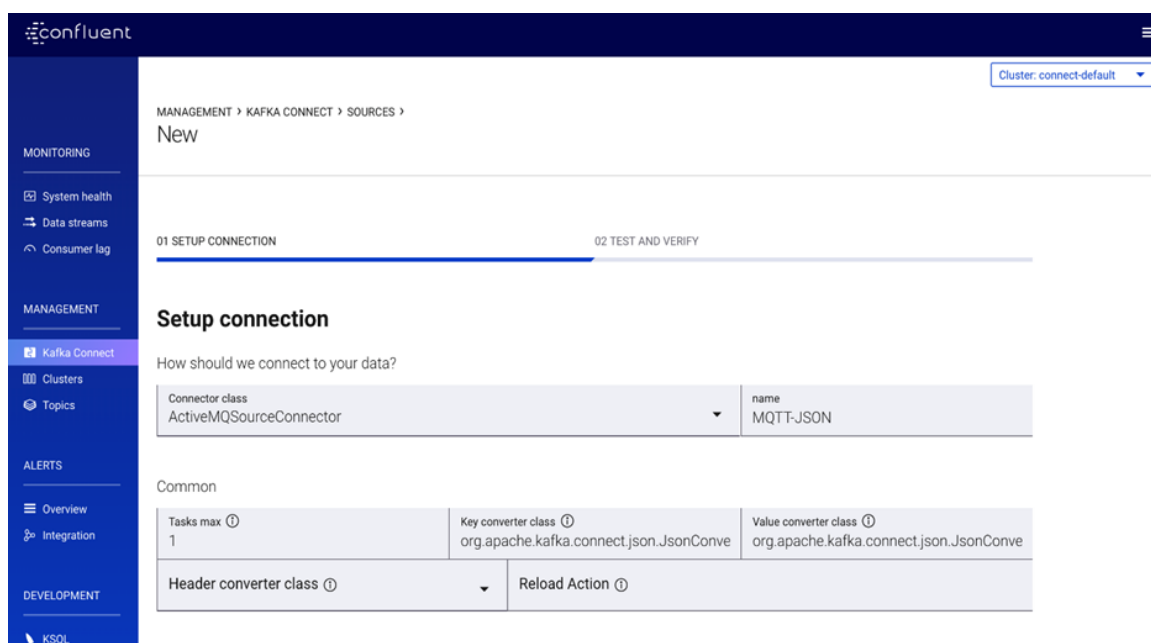 confluent
Cluster: connect-default
MANAGEMENT > KAFKA CONNECT > SOURCES >
New
MONITORING
System health
Data streams
Consumer lag
MANAGEMENT
Kafka Connect
Clusters
Topics
ALERTS
Overview
Integration
DEVELOPMENT
KSQL
01 SETUP CONNECTION
02 TEST AND VERIFY
Setup connection
How should we connect to your data?
Connector class
ActiveMQSourceConnector
name
MQTT-JSON
Common
Tasks max
1
Key converter class
org.apache.kafka.connect.json.JsonConve
Value converter class
org.apache.kafka.connect.json.JsonConve
Header converter class
Reload Action